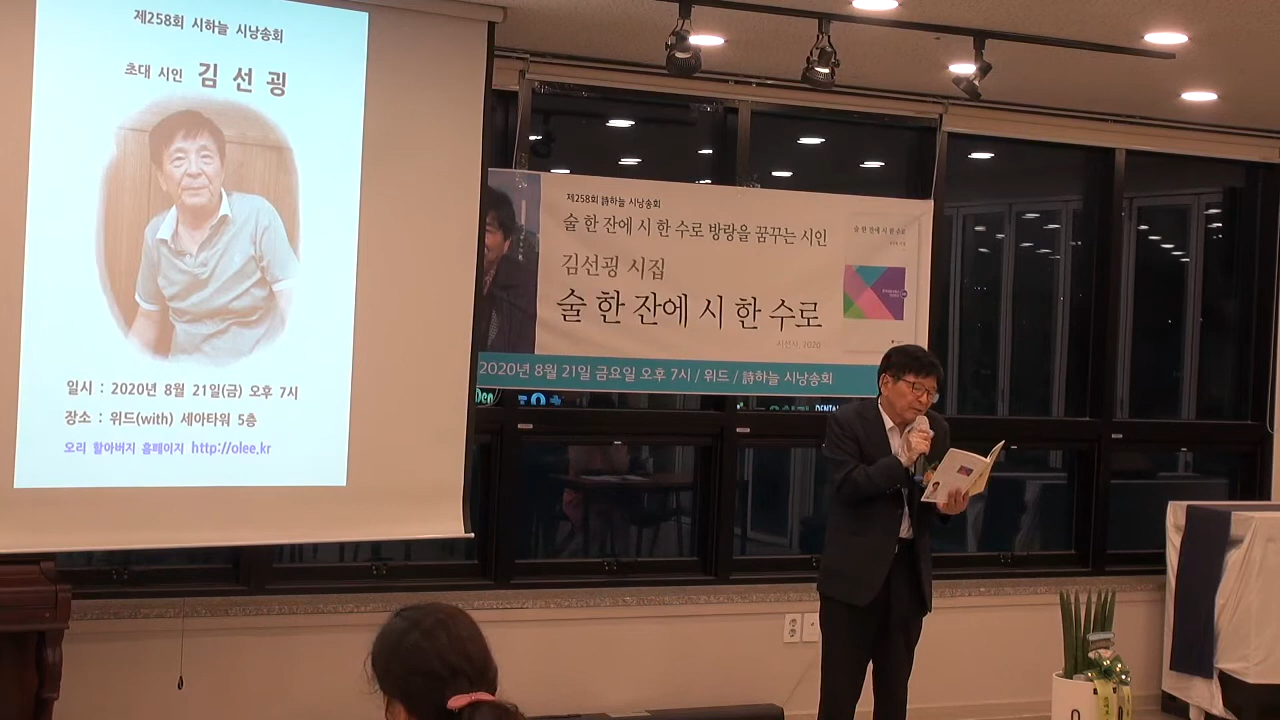 제258회 시하늘 시낭송회
초대 시인 김 선 굉
일시 : 2020년 8월 21일(금) 오후 7시
장소 : 위드(with) 세아타워 5층
오리 할아버지 홈페이지 http://olee.kr
제258회 詩하늘 시낭송회
술 한 잔에 시 한 수로 방랑을 꿈꾸는 시인
김선굉 시집
술 한 잔에 시 한 수로
시선사, 2020
2020년 8월 21일 금요일 오후 7시 / 위드 / 詩하늘 시낭송회
술 한 잔에 시 한 수로
Den
DENTAL